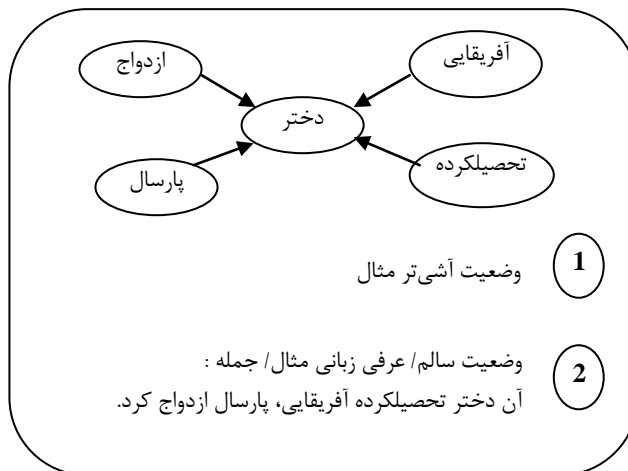 آفریقایی
ازدواج
دختر
تحصیلکرده
پارسال
1 وضعیت آشی‌تر مثال
2 وضعیت سالم/ عرفی زبانی مثال/ جمله :
آن دختر تحصیلکرده آفریقایی، پارسال ازدواج کرد.